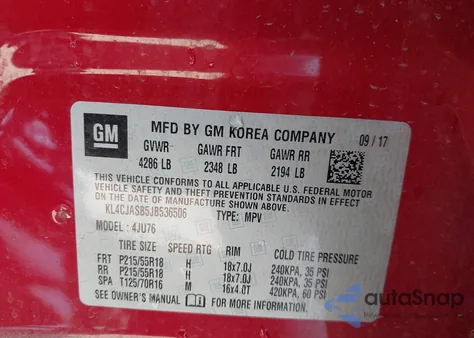 GM
MFD BY GM KOREA COMPANY 09 / 17
GVWR GAWR FRT GAWR RR
4286 LB 2348 LB 2194 LB
THIS VEHICLE CONFORMS TO ALL APPLICABLE U.S. FEDERAL MOTOR
VEHICLE SAFETY AND THEFT PREVENTION STANDARDS IN EFFECT ON
THE DATE OF MANUFACTURE SHOWN ABOVE.
KL4CJASB5JB536506 TYPE: MPV
MODEL: 4JU76
TIRE SIZE SPEED RTG RIM COLD TIRE PRESSURE
FRT P215/55R18 H 18x7.0J 240KPA, 35 PSI
RR P215/55R18 H 18x7.0J 240KPA, 35 PSI
SPA T125/70R16 M 16x4.0T 420KPA, 60 PSI
SEE OWNER'S MANUAL FOR MORE INFORMATION.
autoSnap